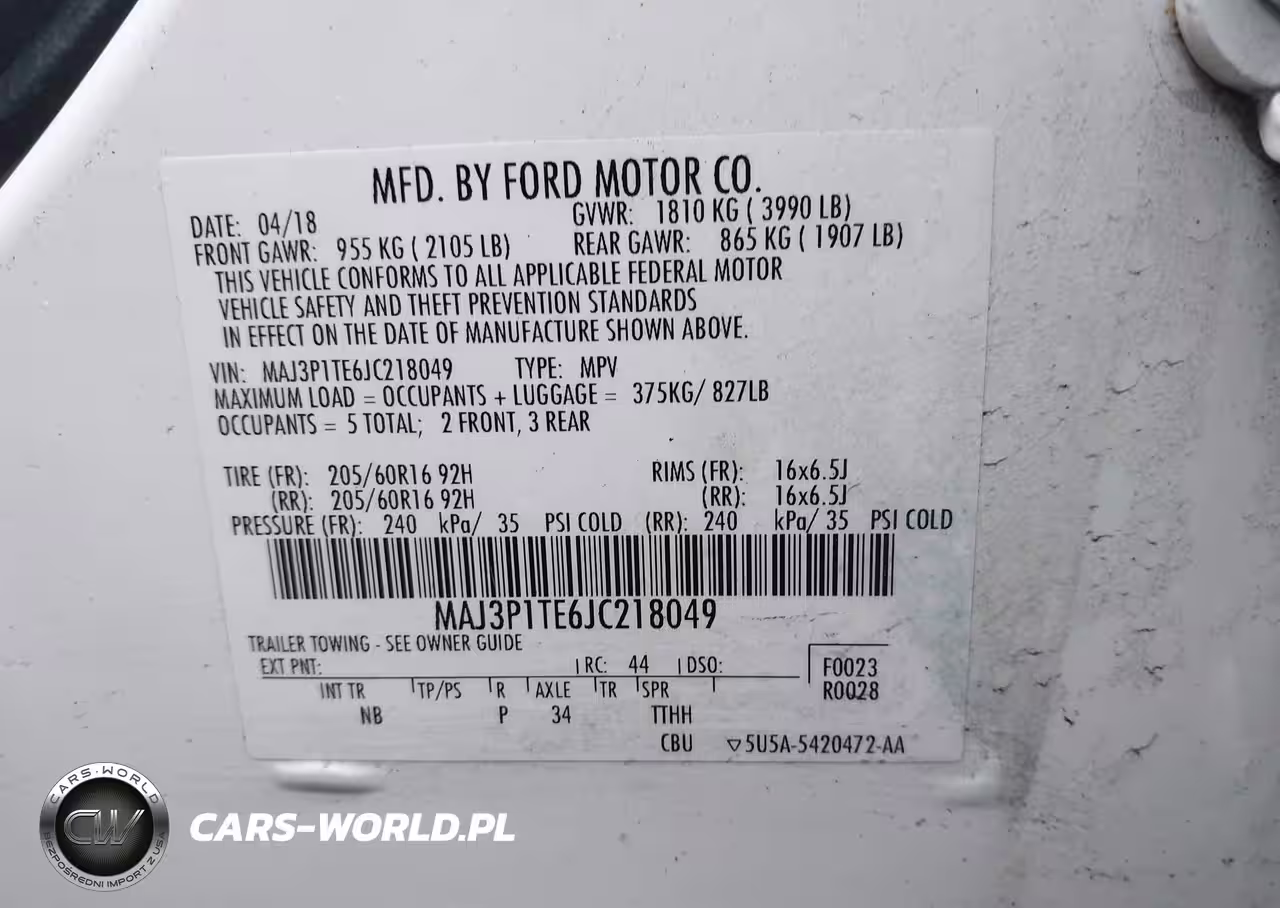 MFD. BY FORD MOTOR CO.
DATE: 04/18 GVWR: 1810 KG ( 3990 LB)
FRONT GAWR: 955 KG ( 2105 LB) REAR GAWR: 865 KG ( 1907 LB)
THIS VEHICLE CONFORMS TO ALL APPLICABLE FEDERAL MOTOR
VEHICLE SAFETY AND THEFT PREVENTION STANDARDS
IN EFFECT ON THE DATE OF MANUFACTURE SHOWN ABOVE.
VIN: MAJ3P1TE6JC218049 TYPE: MPV
MAXIMUM LOAD = OCCUPANTS + LUGGAGE = 375KG/ 827LB
OCCUPANTS = 5 TOTAL; 2 FRONT, 3 REAR
TIRE (FR): 205/60R16 92H RIMS (FR): 16x6.5J
(RR): 205/60R16 92H (RR): 16x6.5J
PRESSURE (FR): 240 kPa/ 35 PSI COLD (RR): 240 kPa/ 35 PSI COLD
MAJ3P1TE6JC218049
TRAILER TOWING - SEE OWNER GUIDE
EXT PNT: RC: 44 DSO: F0023
INT TR TP/PS R AXLE TR SPR R0028
NB P 34 TTHH
CBU ▽5U5A-5420472-AA
CARS-WORLD
CW
BEZPOŚREDNI IMPORT Z USA
CARS-WORLD.PL